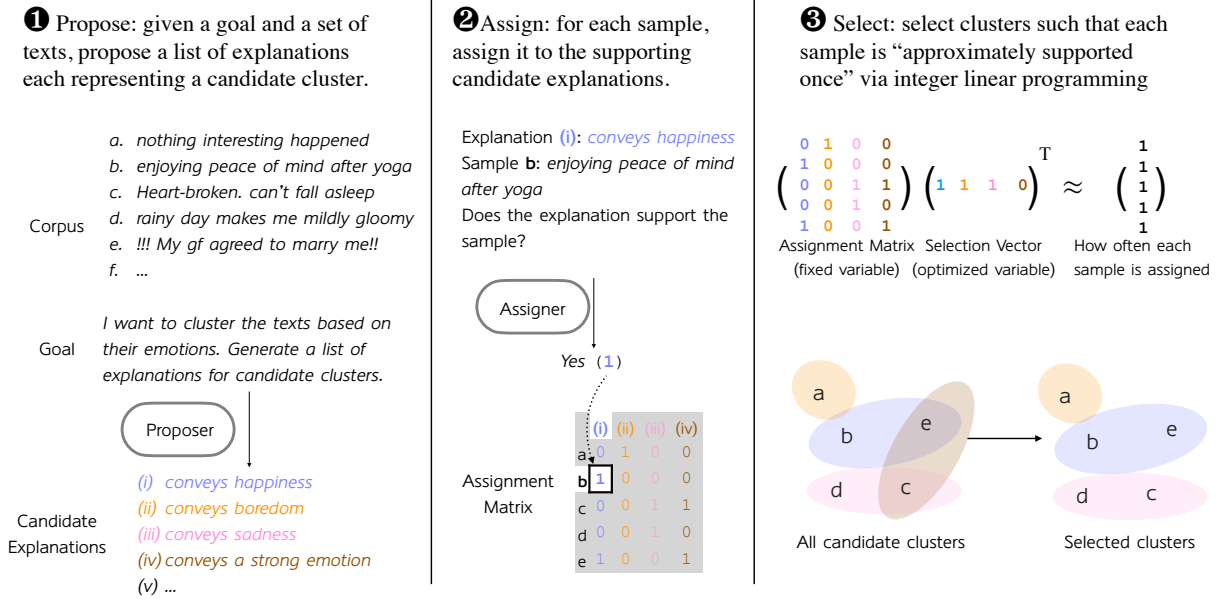 ❶ Propose: given a goal and a set of
texts, propose a list of explanations
each representing a candidate cluster.
Corpus
a. nothing interesting happened
b. enjoying peace of mind after yoga
c. Heart-broken. can't fall asleep
d. rainy day makes me mildly gloomy
e. !!! My gf agreed to marry me!!
f. ...
Goal
I want to cluster the texts based on
their emotions. Generate a list of
explanations for candidate clusters.
Proposer
Candidate
Explanations
(i) conveys happiness
(ii) conveys boredom
(iii) conveys sadness
(iv) conveys a strong emotion
(v) ...
❷Assign: for each sample,
assign it to the supporting
candidate explanations.
Explanation (i): conveys happiness
Sample b: enjoying peace of mind
after yoga
Does the explanation support the
sample?
Assigner
Yes (1)
Assignment
Matrix
(i) (ii) (iii) (iv)
a 0 1 0 0
b 1 0 0 0
c 0 0 1 1
d 0 0 1 0
e 1 0 0 1
❸ Select: select clusters such that each
sample is “approximately supported
once” via integer linear programming
0 1 0 0
1 0 0 0
0 0 1 1
0 0 1 0
1 0 0 1
(1 1 1 0)
T
≈
1
1
1
1
1
Assignment Matrix
(fixed variable)
Selection Vector
(optimized variable)
How often each
sample is assigned
a
b
e
d
c
All candidate clusters
a
b
e
d
c
Selected clusters